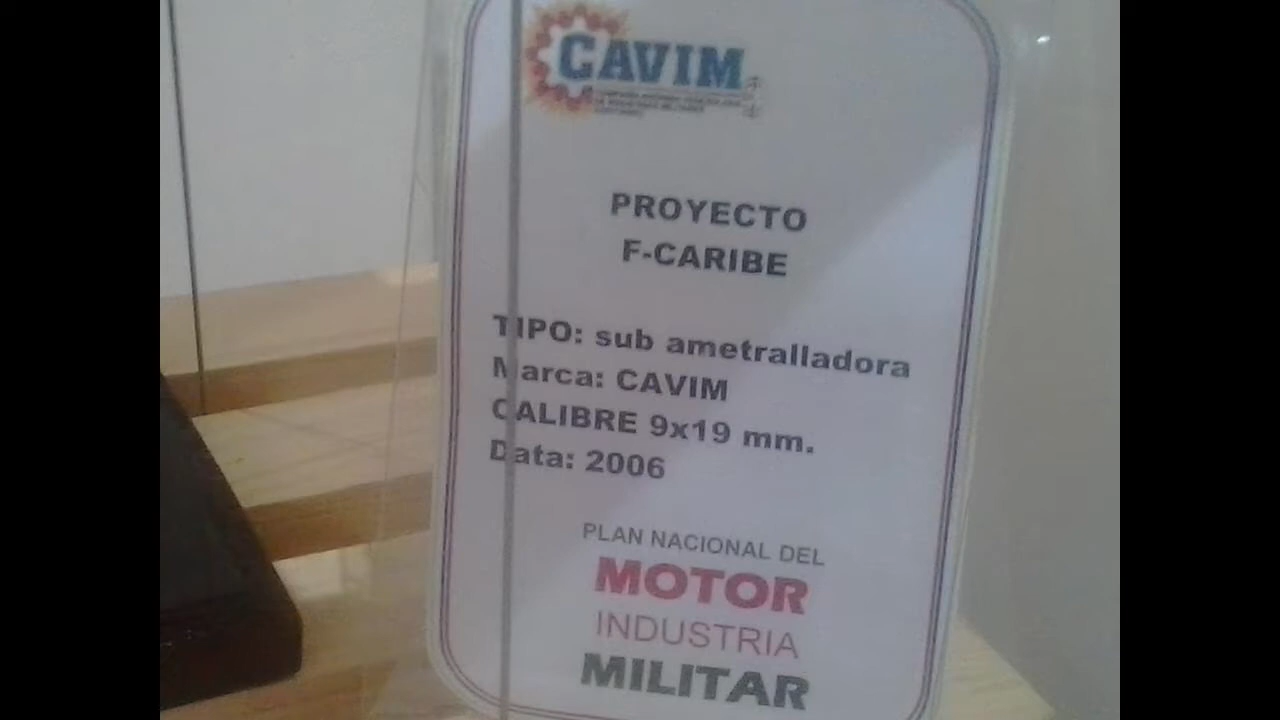 CAVIM
PROYECTO
F-CARIBE
TIPO: sub ametralladora
Marca: CAVIM
CALIBRE 9x19 mm.
Data: 2006
PLAN NACIONAL DEL
MOTOR
INDUSTRIA
MILITAR